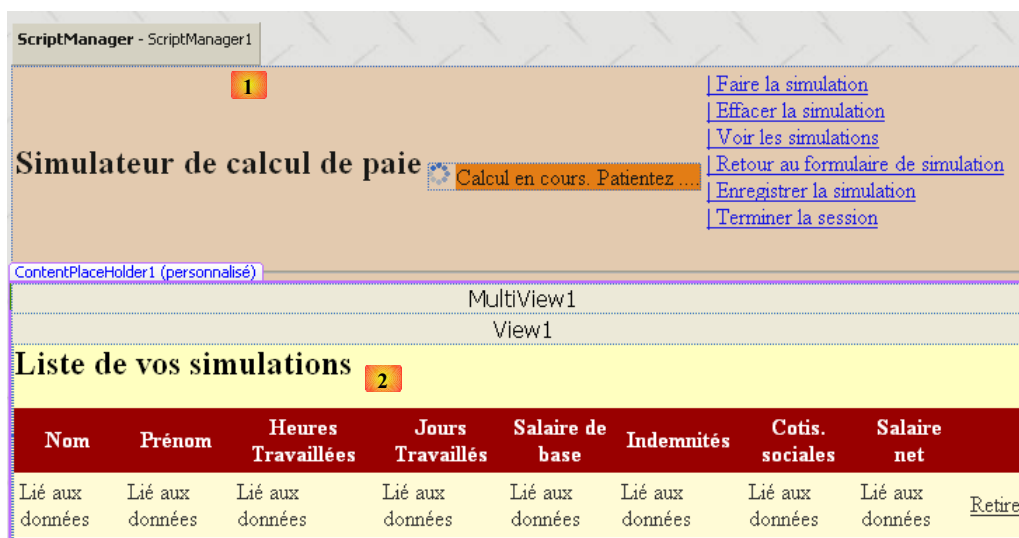 ScriptManager - ScriptManager1
1
| Faire la simulation
| Effacer la simulation
| Voir les simulations
Simulateur de calcul de paie
Calcul en cours. Patientez ....
| Retour au formulaire de simulation
| Enregistrer la simulation
| Terminer la session
ContentPlaceHolder1 (personnalisé)
MultiView1
View1
Liste de vos simulations
2
Nom Prénom Heures Travaillées Jours Travaillés Salaire de base Indemnités Cotis. sociales Salaire net
Lié aux données Lié aux données Lié aux données Lié aux données Lié aux données Lié aux données Lié aux données Lié aux données Retire